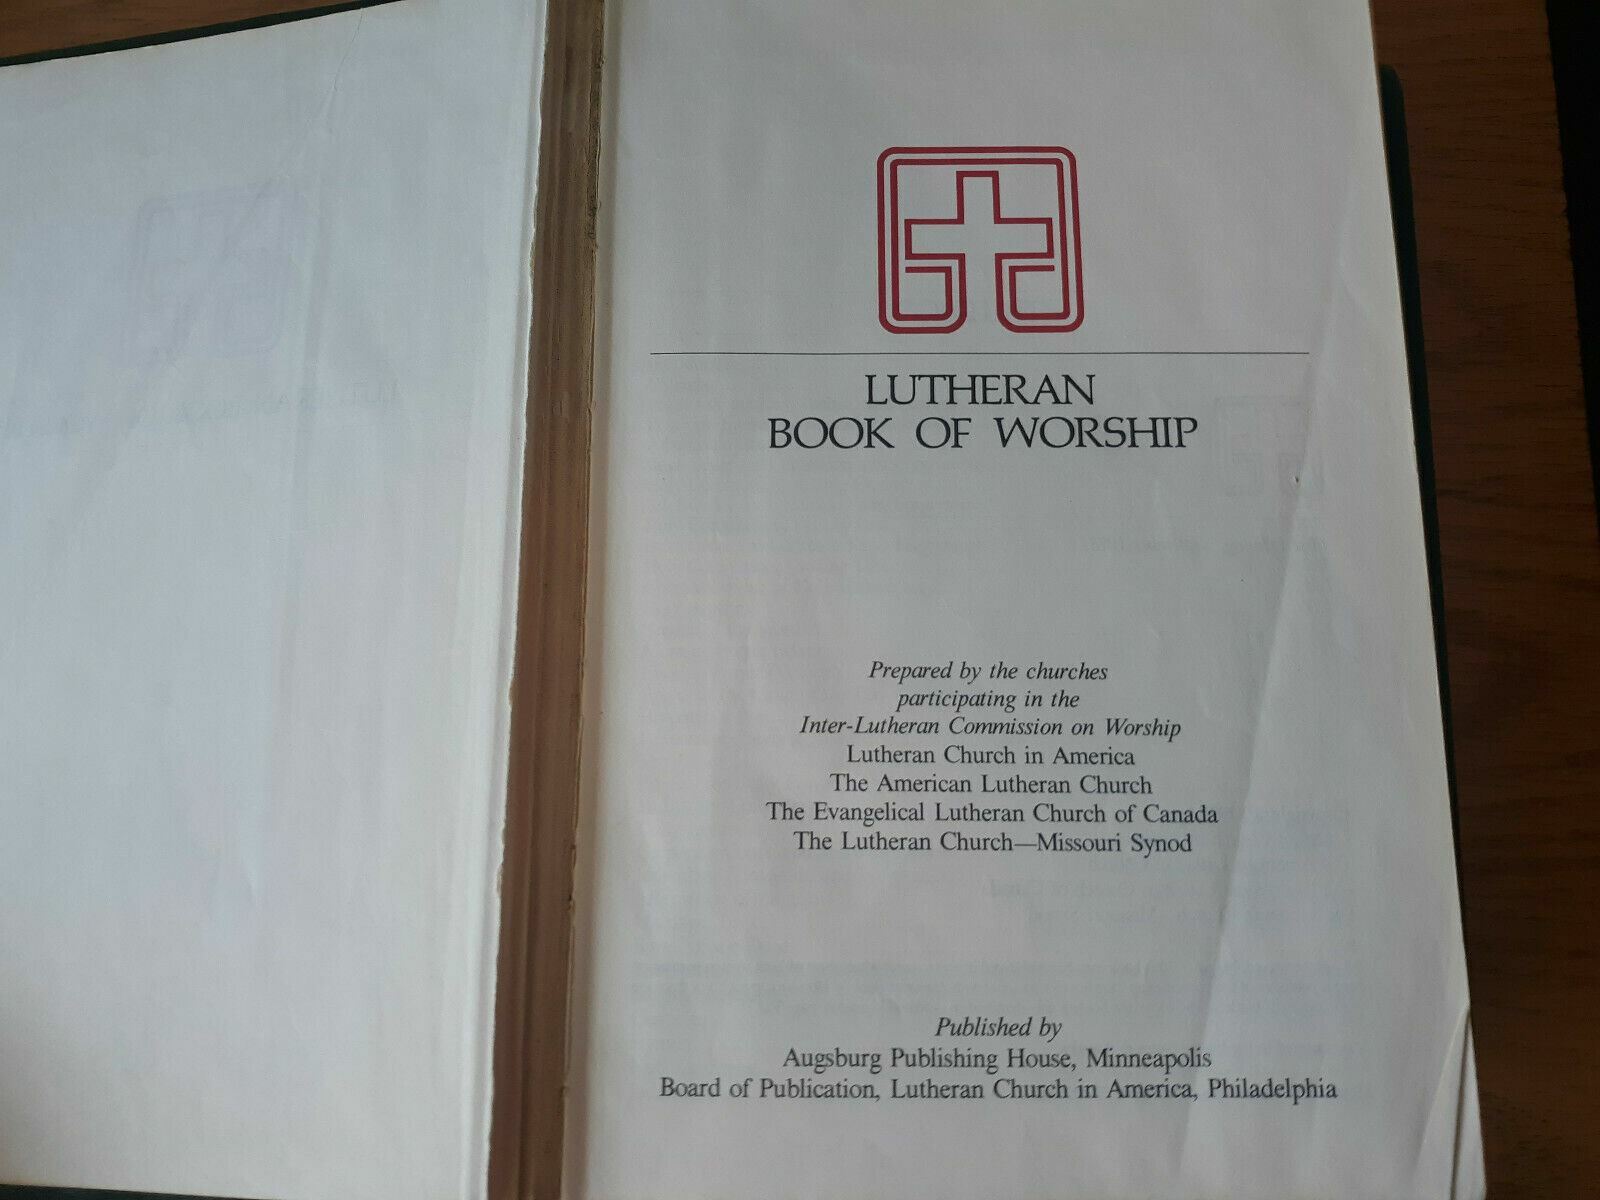 LUTHERAN
BOOK OF WORSHIP
Prepared by the churches
participating in the
Inter-Lutheran Commission on Worship
Lutheran Church in America
The American Lutheran Church
The Evangelical Lutheran Church of Canada
The Lutheran Church—Missouri Synod
Published by
Augsburg Publishing House, Minneapolis
Board of Publication, Lutheran Church in America, Philadelphia